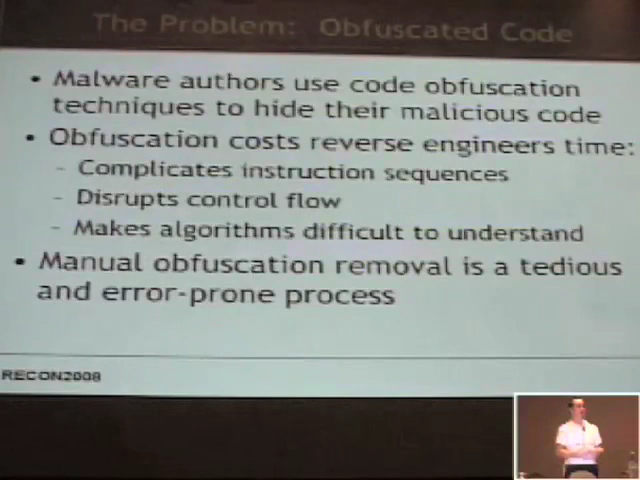 The Problem: Obfuscated Code
• Malware authors use code obfuscation
techniques to hide their malicious code
• Obfuscation costs reverse engineers time:
- Complicates instruction sequences
- Disrupts control flow
- Makes algorithms difficult to understand
• Manual obfuscation removal is a tedious
and error-prone process
RECON2008